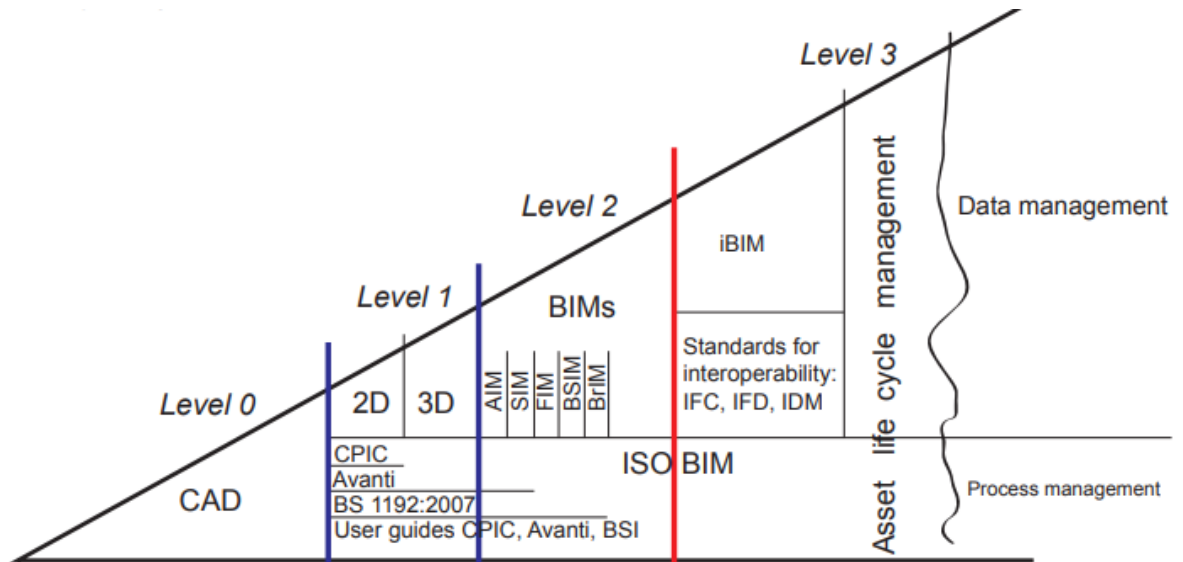 Level 3
Level 2
Level 1
Level 0
Data management
iBIM
BIMs
Standards for
interoperability:
IFC, IFD, IDM
2D
3D
AIM
SIM
FIM
BSIM
BrIM
Asset life cycle management
CAD
CPIC
Avanti
BS 1192:2007
User guides CPIC, Avanti, BSI
ISO BIM
Process management